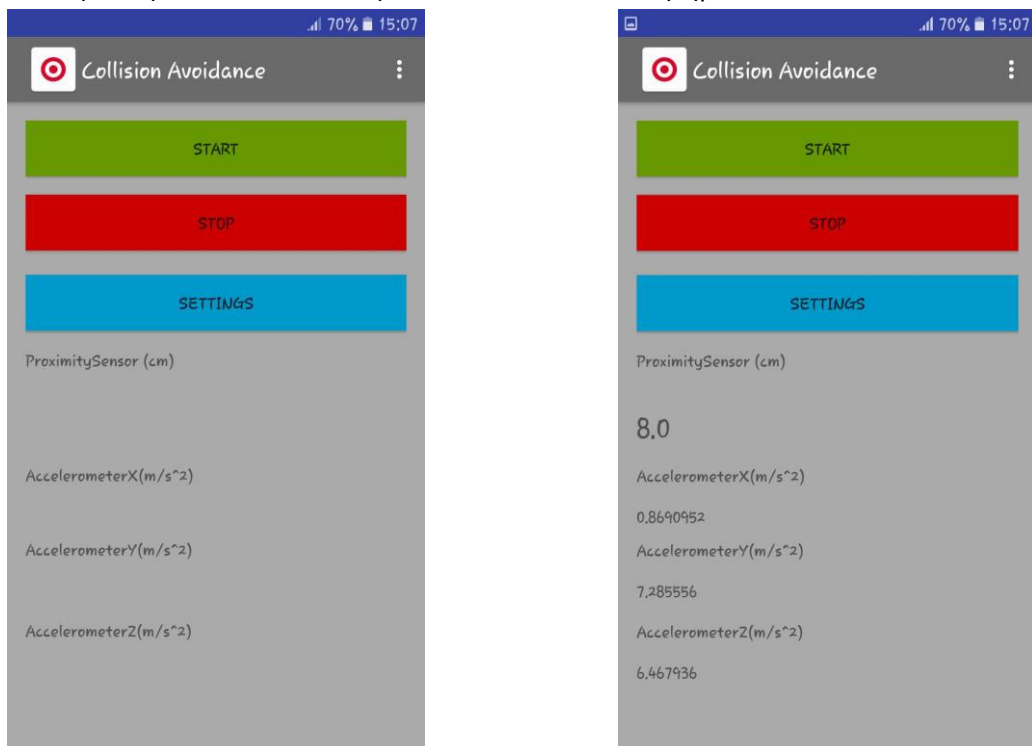 70% 15:07
Collision Avoidance
START
STOP
SETTINGS
ProximitySensor (cm)
AccelerometerX(m/s^2)
AccelerometerY(m/s^2)
AccelerometerZ(m/s^2)
70% 15:07
Collision Avoidance
START
STOP
SETTINGS
ProximitySensor (cm)
8.0
AccelerometerX(m/s^2)
0.8690952
AccelerometerY(m/s^2)
7.285556
AccelerometerZ(m/s^2)
6.467936